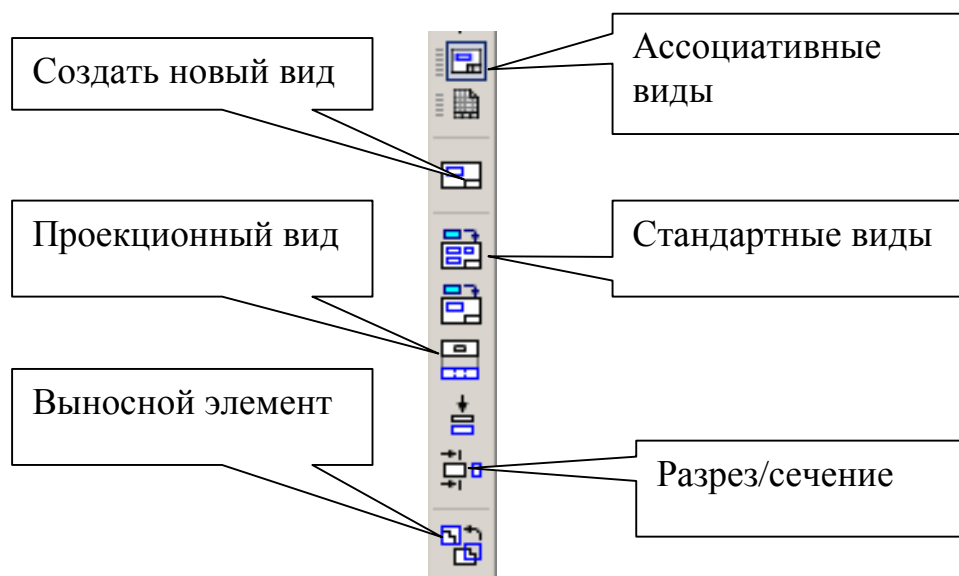 Создать новый вид
Ассоциативные
виды
Проекционный вид
Стандартные виды
Выносной элемент
Разрез/сечение